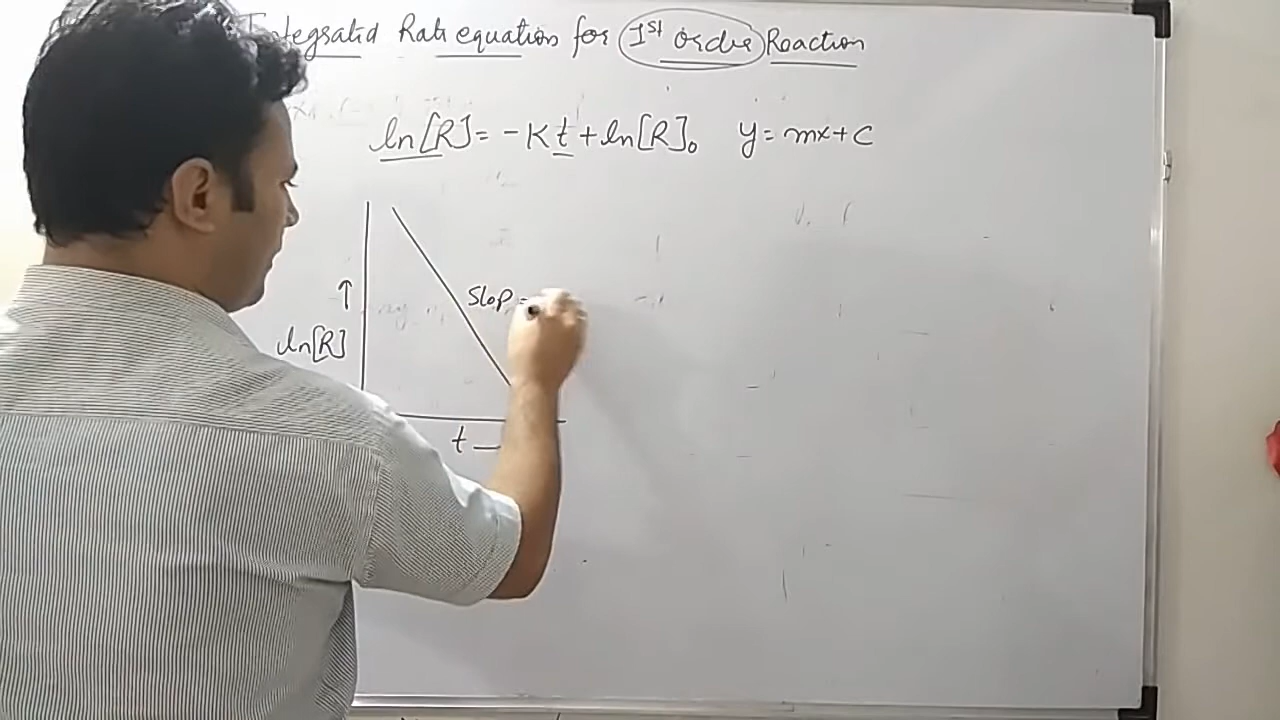 Integrated Rate equation for 1st order Reaction
ln[R] = -Kt + ln[R]₀ y = mx + c
Slop =
↑
ln[R]
t —